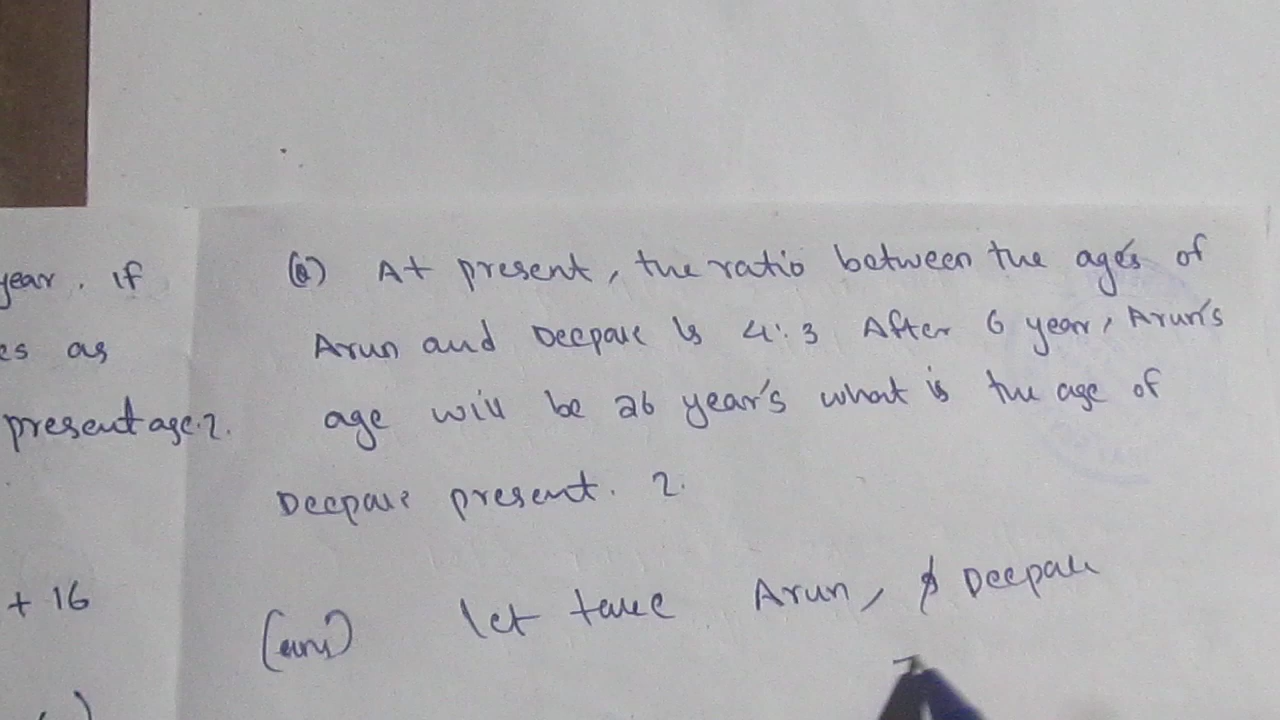 year. if
es as
present age.?.
+ 16
(Q) At present, the ratio between the age's of
Arun and Deepak is 4:3 After 6 year, Arun's
age will be 26 year's what is the age of
Deepak present. ?.
(ans) let take Arun, & Deepak